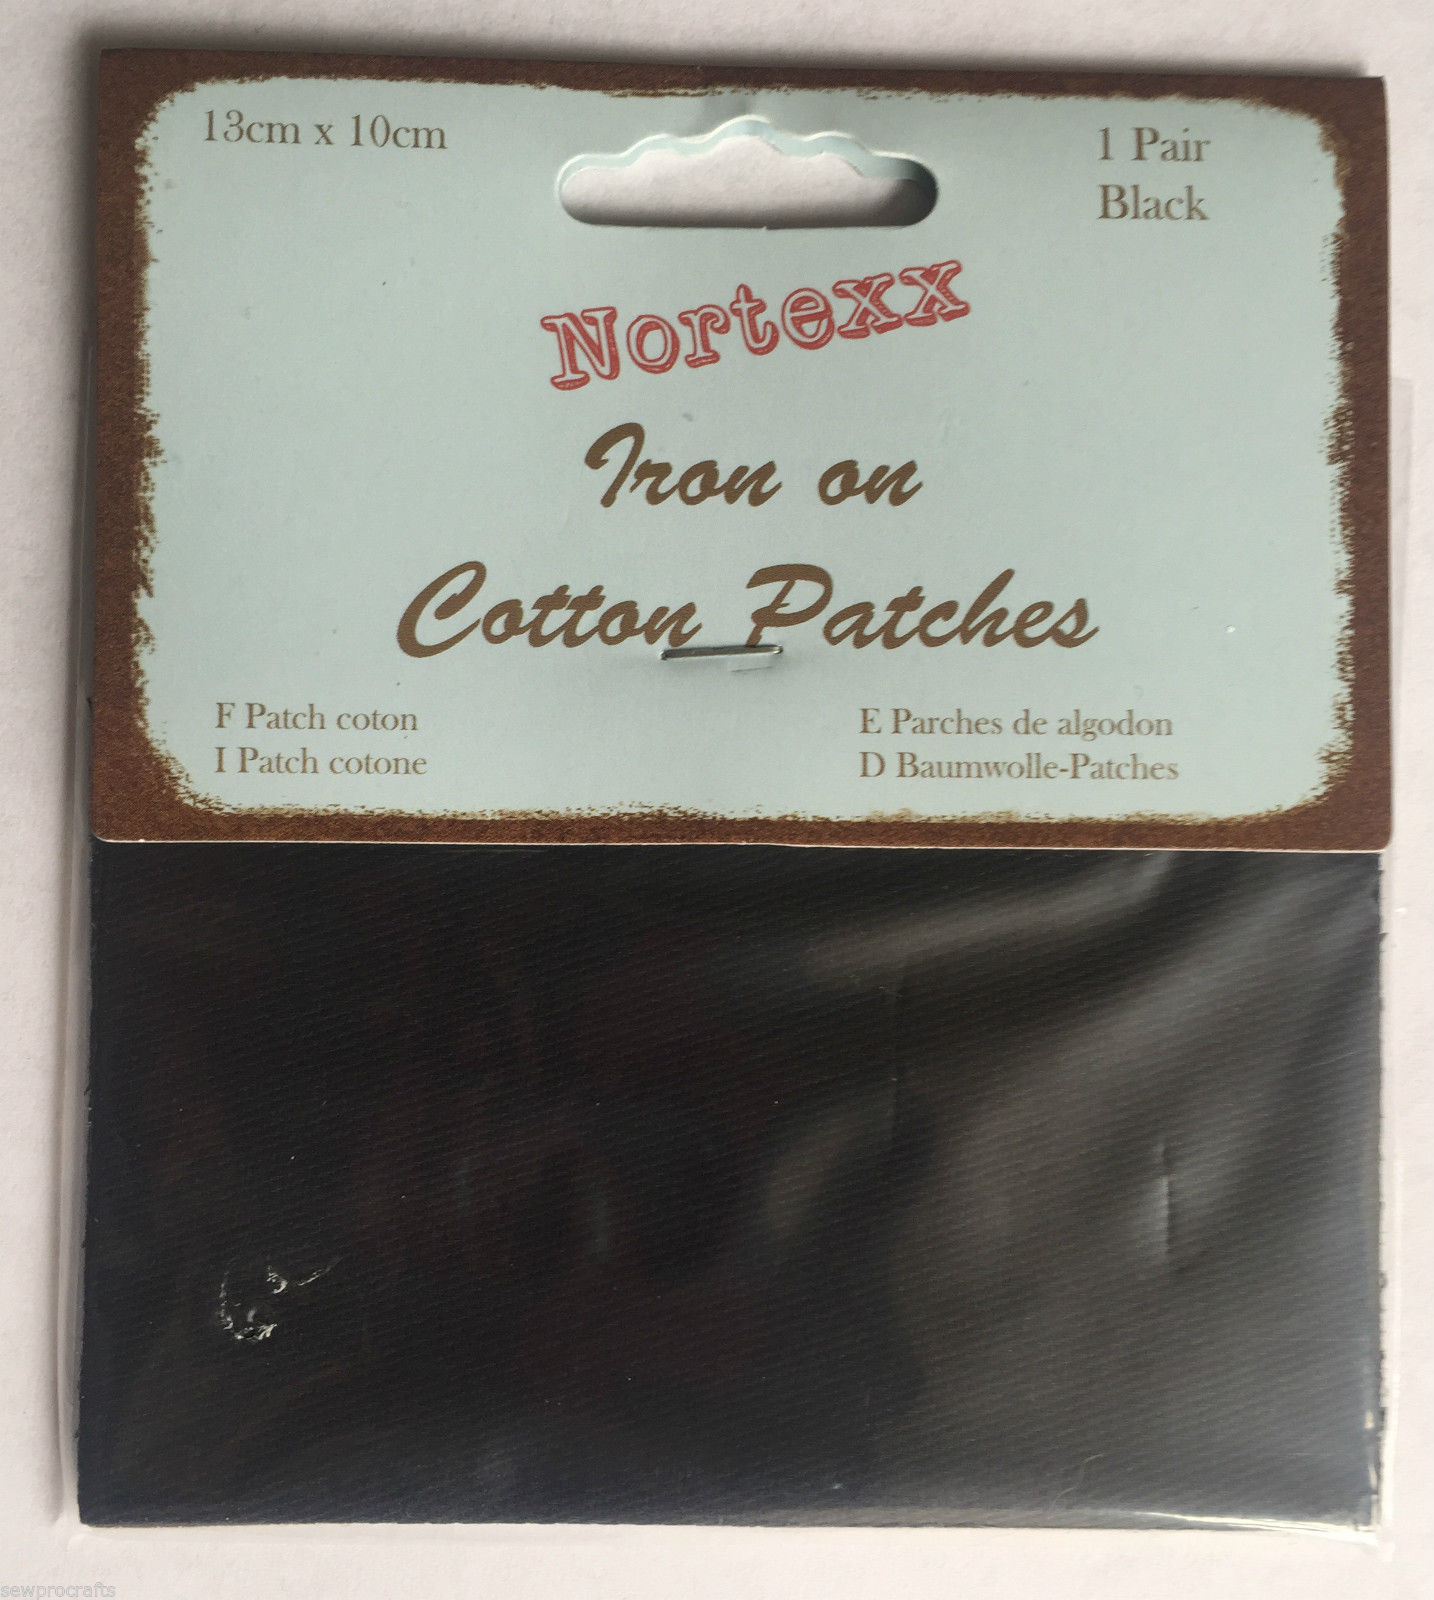 13cm x 10cm
1 Pair
Black
Nortexx
Iron on
Cotton Patches
F Patch coton
I Patch cotone
E Parches de algodon
D Baumwolle-Patches
sewprocrafts